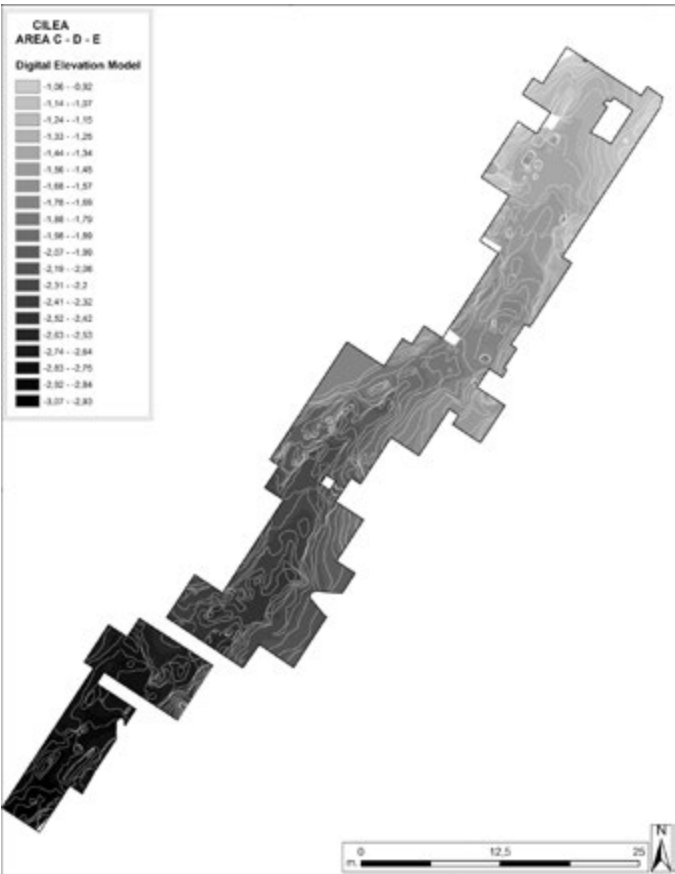 CILEA
AREA C - D - E
Digital Elevation Model
-1,06 - -0,92
-1,14 - -1,07
-1,24 - -1,15
-1,33 - -1,25
-1,44 - -1,34
-1,56 - -1,45
-1,68 - -1,57
-1,78 - -1,69
-1,88 - -1,79
-1,98 - -1,89
-2,07 - -1,99
-2,19 - -2,08
-2,31 - -2,2
-2,41 - -2,32
-2,52 - -2,42
-2,63 - -2,53
-2,74 - -2,64
-2,83 - -2,75
-2,92 - -2,84
-3,07 - -2,93
N
0 12,5 25
m.